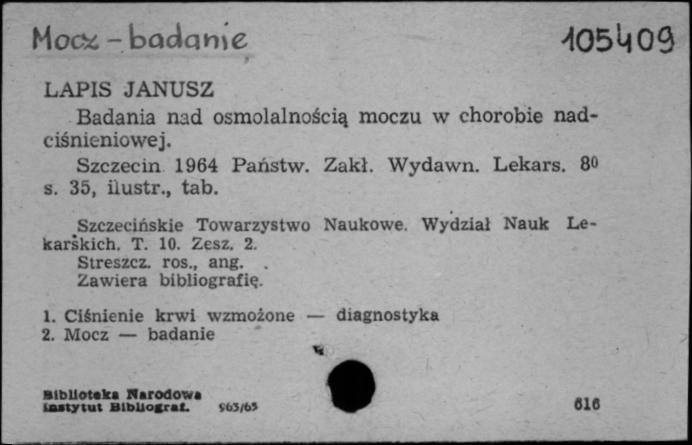 Mocz - badanie 105409
LAPIS JANUSZ
Badania nad osmolalnością moczu w chorobie nad-
ciśnieniowej.
Szczecin 1964 Państw. Zakł. Wydawn. Lekars. 8⁰
s. 35, ilustr., tab.
Szczecińskie Towarzystwo Naukowe. Wydział Nauk Le-
karskich. T. 10. Zesz. 2.
Streszcz. ros., ang.
Zawiera bibliografię.
1. Ciśnienie krwi wzmożone — diagnostyka
2. Mocz — badanie
Biblioteka Narodowa
Instytut Bibliograf. 963/65 616